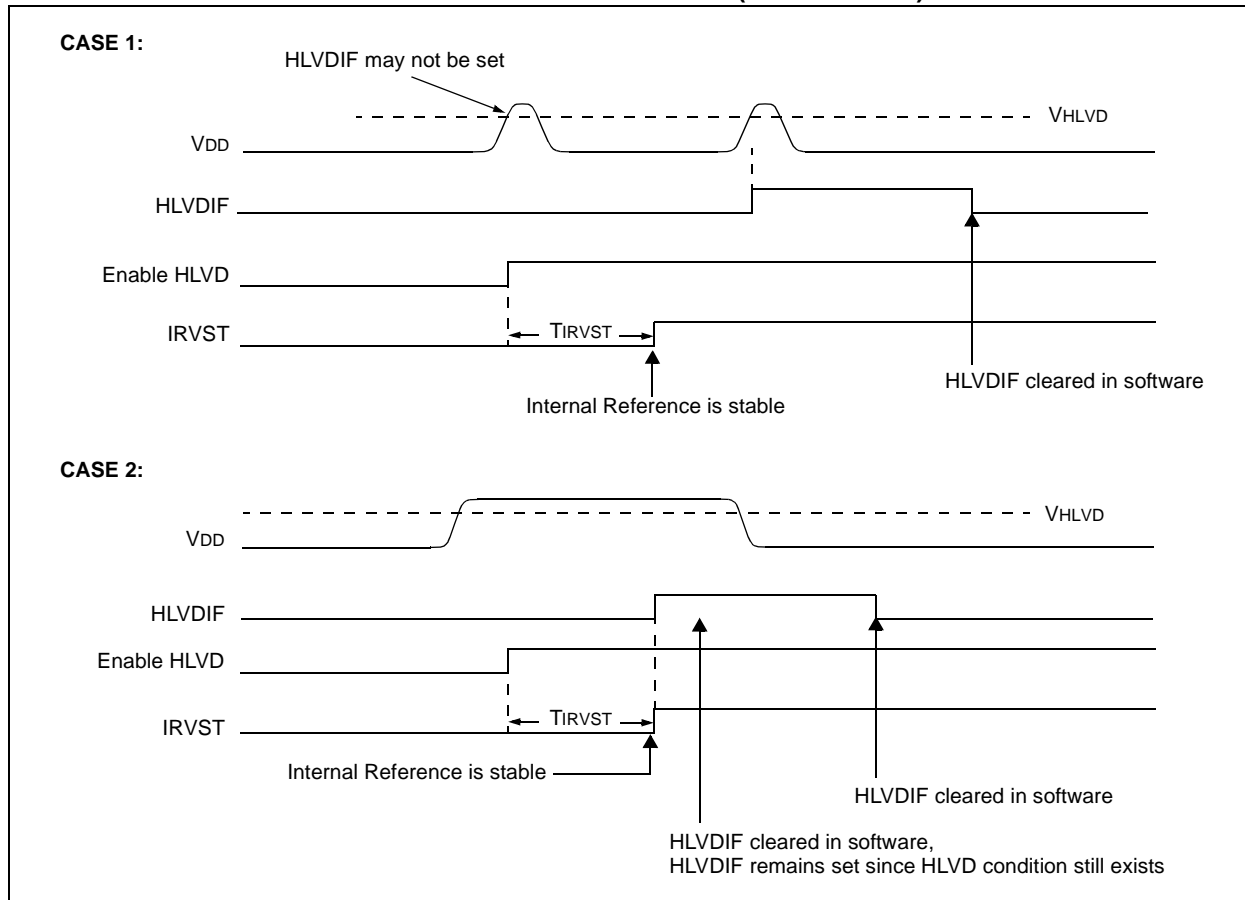 CASE 1:
HLVDIF may not be set
VHLVD
VDD
HLVDIF
Enable HLVD
TIRVST
IRVST
HLVDIF cleared in software
Internal Reference is stable
CASE 2:
VHLVD
VDD
HLVDIF
Enable HLVD
TIRVST
IRVST
Internal Reference is stable
HLVDIF cleared in software
HLVDIF cleared in software,
HLVDIF remains set since HLVD condition still exists